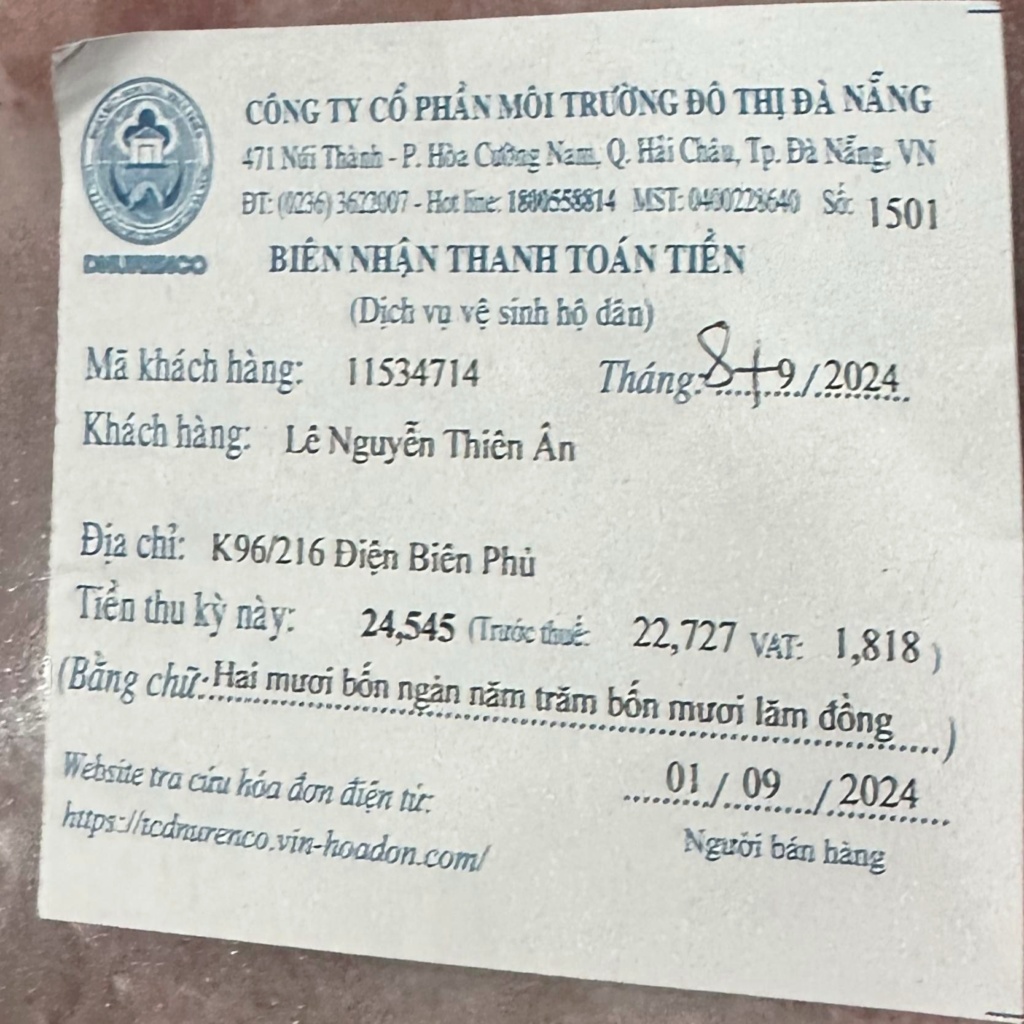 CÔNG TY CỔ PHẦN MÔI TRƯỜNG ĐÔ THỊ ĐÀ NẴNG
471 Núi Thành - P. Hòa Cường Nam, Q. Hải Châu, Tp. Đà Nẵng, VN
ĐT: (0236) 3622007 - Hot line: 1800558814 MST: 0400228640 Số: 1501
BIÊN NHẬN THANH TOÁN TIỀN
(Dịch vụ vệ sinh hộ dân)
Mã khách hàng: 11534714 Tháng: 8+9/2024
Khách hàng: Lê Nguyễn Thiên Ân
Địa chỉ: K96/216 Điện Biên Phủ
Tiền thu kỳ này: 24,545 (Trước thuế: 22,727 VAT: 1,818 )
(Bằng chữ: Hai mươi bốn ngàn năm trăm bốn mươi lăm đồng )
Website tra cứu hóa đơn điện tử:
https://tcdnurenco.vin-hoadon.com/
01 / 09 / 2024
Người bán hàng